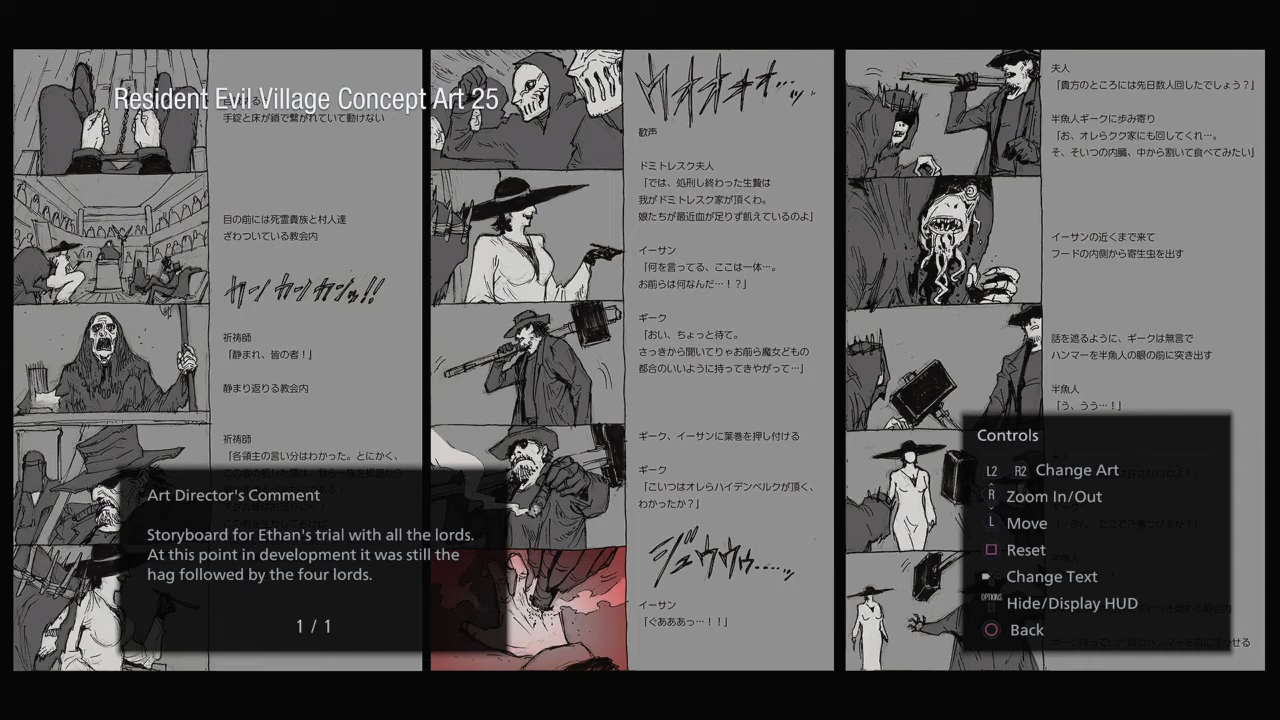 Resident Evil Village Concept Art 25
手錠と床が鎖で繋がれていて動けない
目の前には死霊貴族と村人達
ざわついている教会内
カーン カンカンッ!!
祈祷師
「静まれ、皆の者!」
静まり返る教会内
祈祷師
「各領主の言い分はわかった。とにかく、
ウオオオオ…ッ
歓声
ドミトレスク夫人
「では、処刑し終わった生贄は
我がドミトレスク家が頂くわ。
娘たちが最近血が足りず飢えているのよ」
イーサン
「何を言ってる、ここは一体…。
お前らは何なんだ…!?」
ギーク
「おい、ちょっと待て。
さっきから聞いてりゃお前ら魔女どもの
都合のいいように持ってきやがって…」
ギーク、イーサンに葉巻を押し付ける
ギーク
「こいつはオレらハイデンベルクが頂く、
わかったか?」
ジュウウゥ....…
イーサン
「ぐあああっ…!!」
夫人
「貴方のところには先日数人回したでしょう?」
半魚人ギークに歩み寄り
「お、オレらクク家にも回してくれ…。
そ、そいつの内臓、中から割いて食べてみたい」
イーサンの近くまで来て
フードの内側から寄生虫を出す
話を遮るように、ギークは無言で
ハンマーを半魚人の眼の前に突き出す
半魚人
「う、うう…!」
Art Director's Comment
Storyboard for Ethan's trial with all the lords.
At this point in development it was still the
hag followed by the four lords.
1 / 1
Controls
L2 R2 Change Art
R Zoom In/Out
L Move
Reset
Change Text
OPTIONS Hide/Display HUD
Back